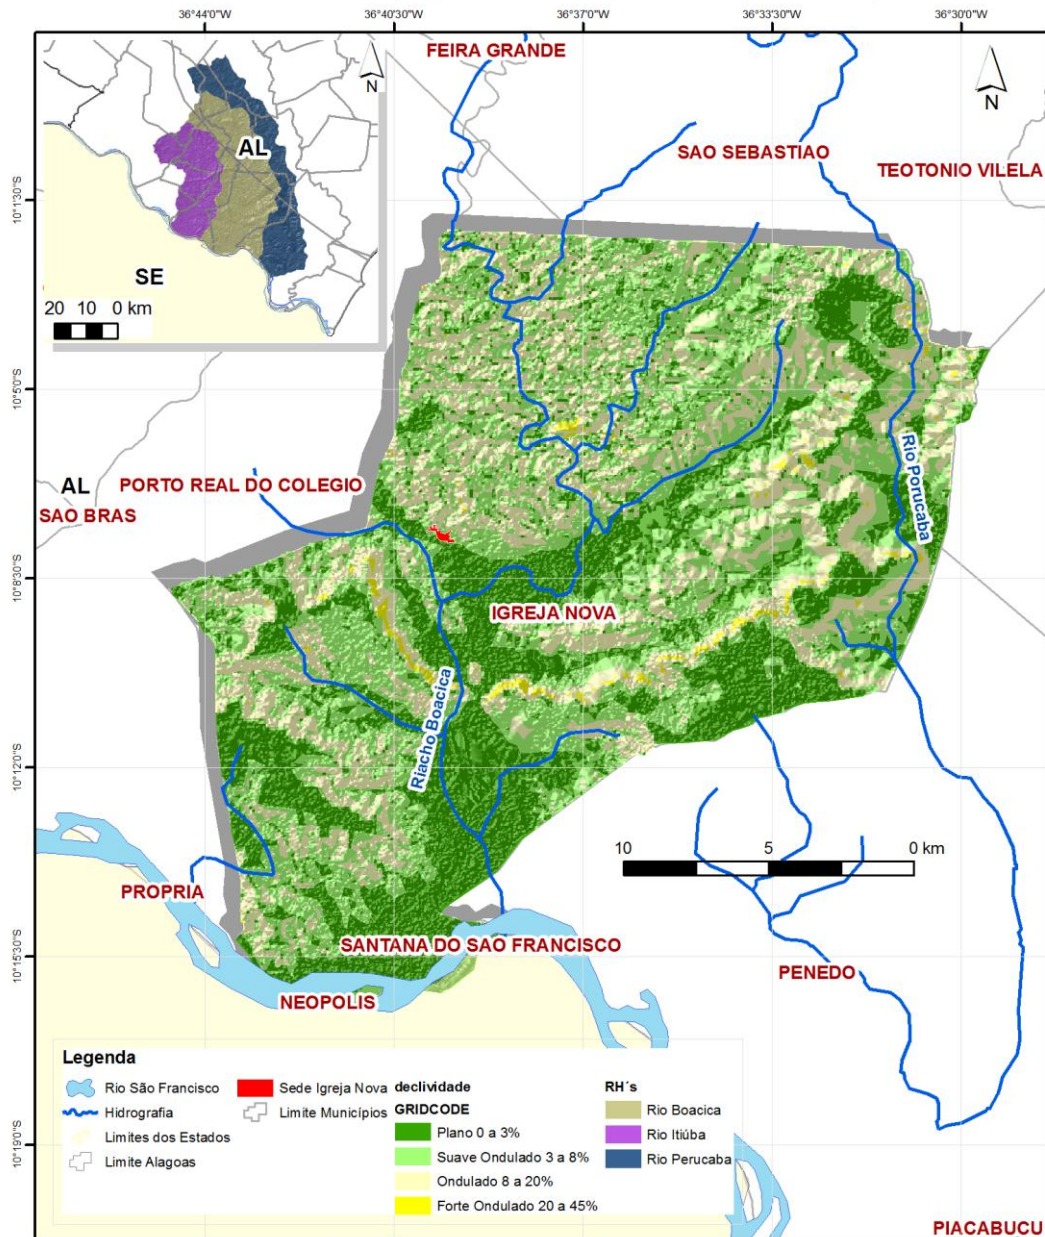 36°44'0"W 36°40'30"W 36°37'0"W 36°33'30"W 36°30'0"W
FEIRA GRANDE
N
N
AL
SAO SEBASTIAO
TEOTONIO VILELA
10°1'30"S
SE
20 10 0 km
10°5'0"S
Rio Porucaba
AL
PORTO REAL DO COLEGIO
SAO BRAS
10°8'30"S
IGREJA NOVA
Riacho Boacica
10°12'0"S
10 5 0 km
PROPRIA
SANTANA DO SAO FRANCISCO
10°15'30"S
PENEDO
NEOPOLIS
Legenda
Rio São Francisco
Hidrografia
Limites dos Estados
Limite Alagoas
Sede Igreja Nova
Limite Municípios
declividade
GRIDCODE
Plano 0 a 3%
Suave Ondulado 3 a 8%
Ondulado 8 a 20%
Forte Ondulado 20 a 45%
RH´s
Rio Boacica
Rio Itiúba
Rio Perucaba
10°19'0"S
PIACABUCU